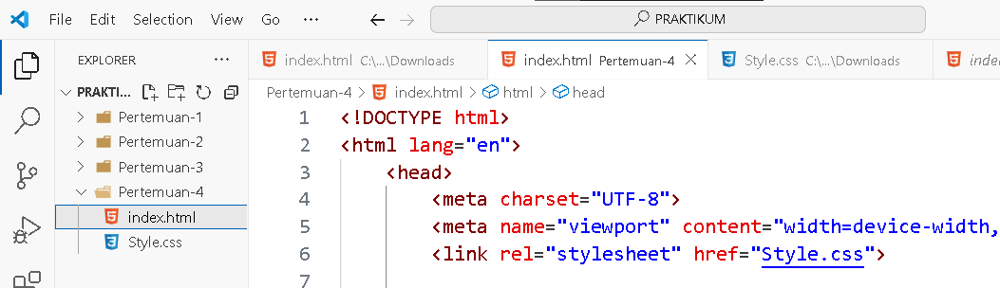 File Edit Selection View Go ··· PRAKTIKUM
EXPLORER ···
PRAKTI...
Pertemuan-1
Pertemuan-2
Pertemuan-3
Pertemuan-4
index.html
Style.css
index.html C:\...\Downloads index.html Pertemuan-4 Style.css C:\...\Downloads index
Pertemuan-4 > index.html > html > head
1 <!DOCTYPE html>
2 <html lang="en">
3 <head>
4 <meta charset="UTF-8">
5 <meta name="viewport" content="width=device-width,
6 <link rel="stylesheet" href="Style.css">
7